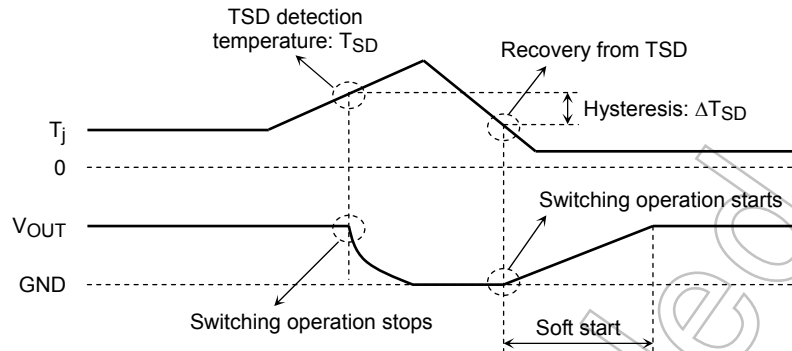 TSD detection
temperature: TSD
Recovery from TSD
Hysteresis: ΔTSD
Tj
0
Switching operation starts
VOUT
GND
Switching operation stops
Soft start